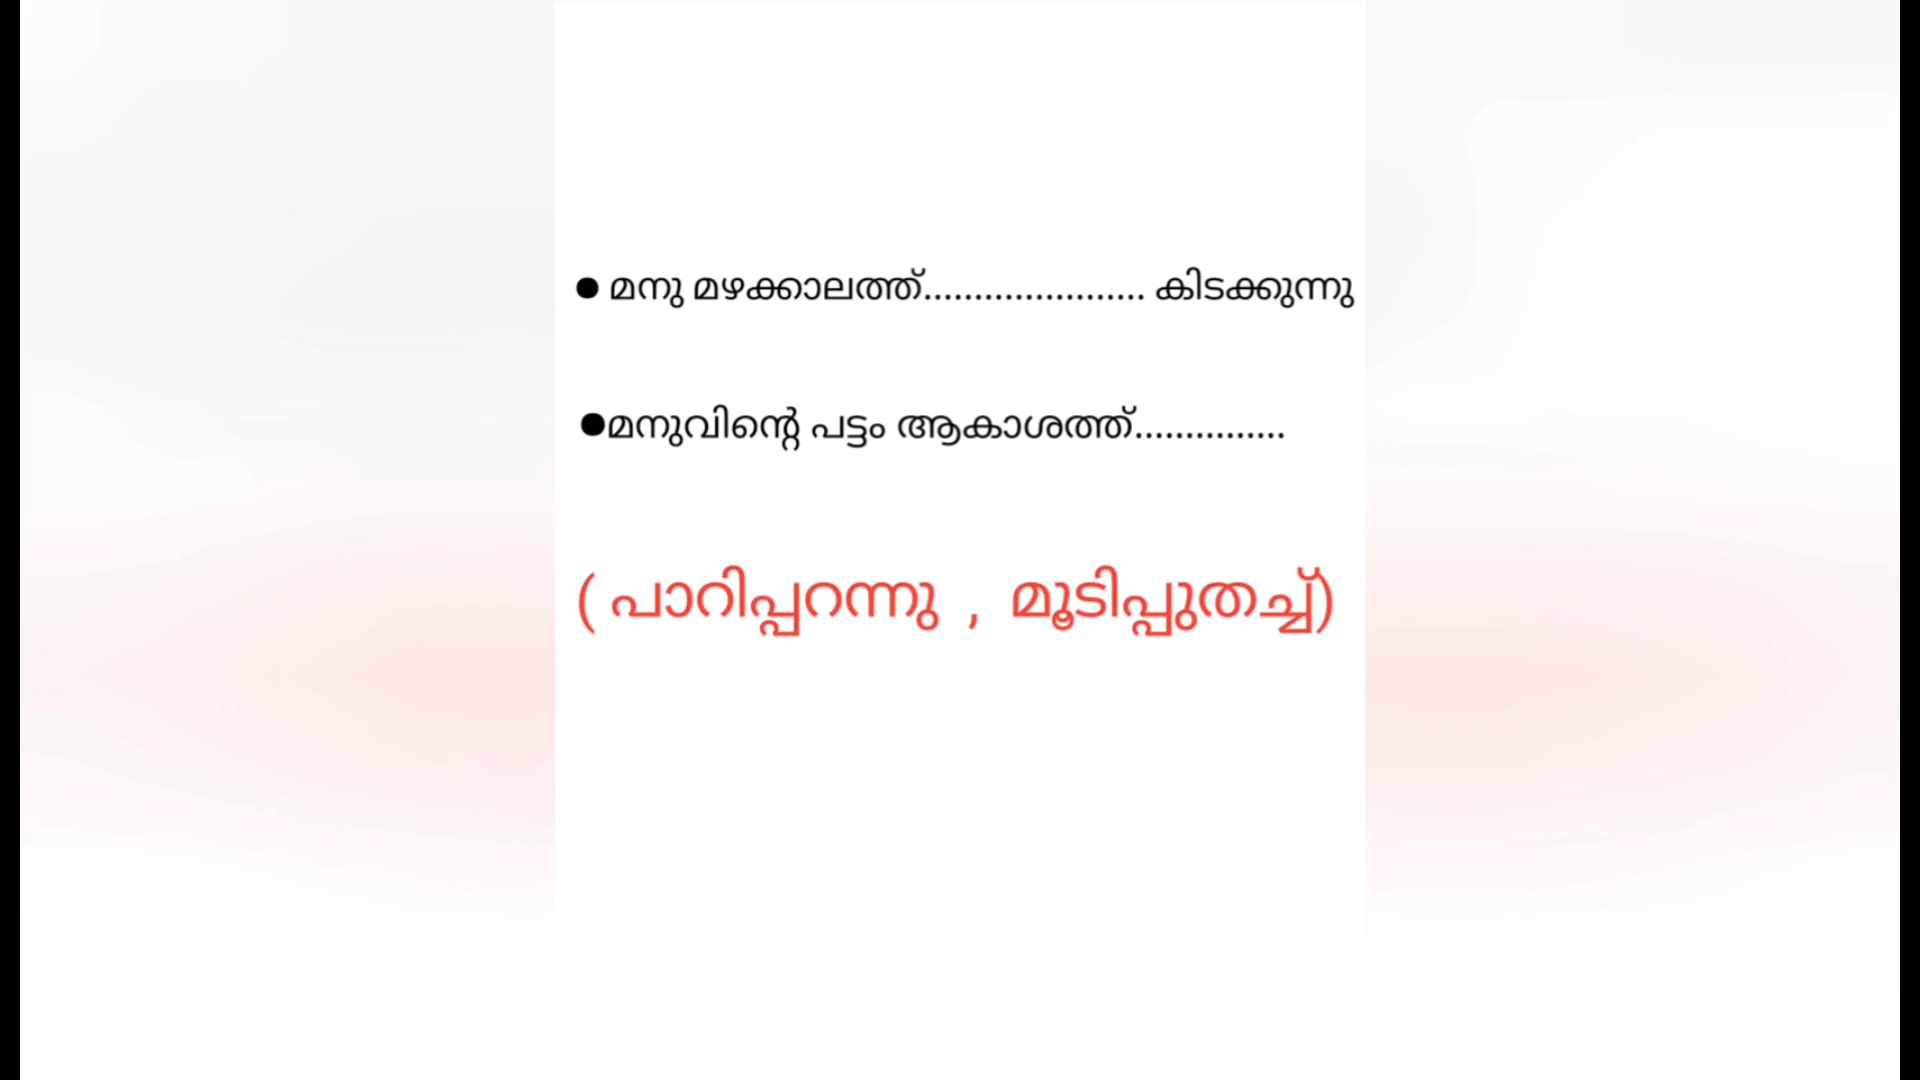 ● മനു മഴക്കാലത്ത്...................... കിടക്കുന്നു
●മനുവിന്റെ പട്ടം ആകാശത്ത്...............
( പാറിപ്പറന്നു , മൂടിപ്പുതച്ച്)